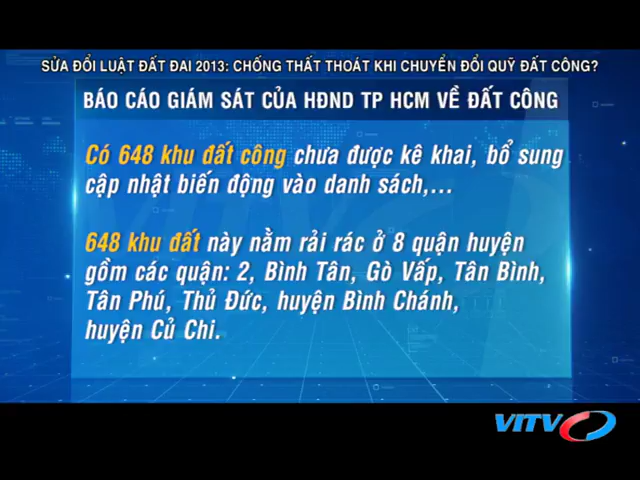 SỬA ĐỔI LUẬT ĐẤT ĐAI 2013: CHỐNG THẤT THOÁT KHI CHUYỂN ĐỔI QUỸ ĐẤT CÔNG?
BÁO CÁO GIÁM SÁT CỦA HĐND TP HCM VỀ ĐẤT CÔNG
Có 648 khu đất công chưa được kê khai, bổ sung
cập nhật biến động vào danh sách,...
648 khu đất này nằm rải rác ở 8 quận huyện
gồm các quận: 2, Bình Tân, Gò Vấp, Tân Bình,
Tân Phú, Thủ Đức, huyện Bình Chánh,
huyện Củ Chi.
VITV